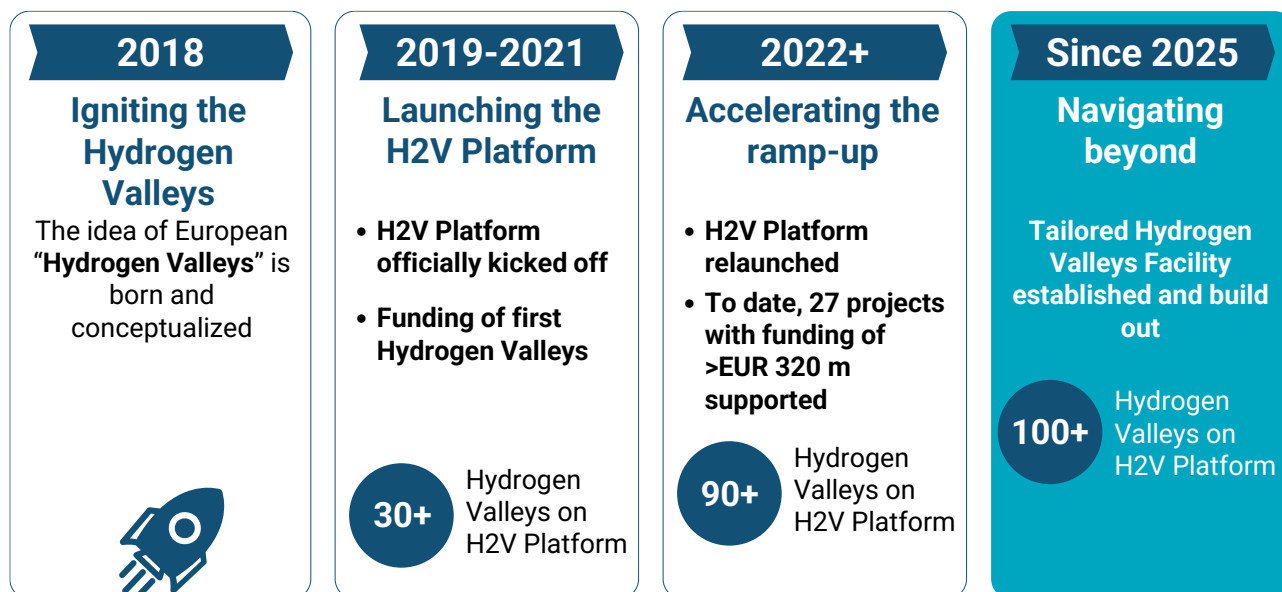 2018
Igniting the
Hydrogen
Valleys
The idea of European
“Hydrogen Valleys” is
born and
conceptualized
2019-2021
Launching the
H2V Platform
• H2V Platform
officially kicked off
• Funding of first
Hydrogen Valleys
30+
Hydrogen
Valleys on
H2V Platform
2022+
Accelerating the
ramp-up
• H2V Platform
relaunched
• To date, 27 projects
with funding of
>EUR 320 m
supported
90+
Hydrogen
Valleys on
H2V Platform
Since 2025
Navigating
beyond
Tailored Hydrogen
Valleys Facility
established and build
out
100+
Hydrogen
Valleys on
H2V Platform